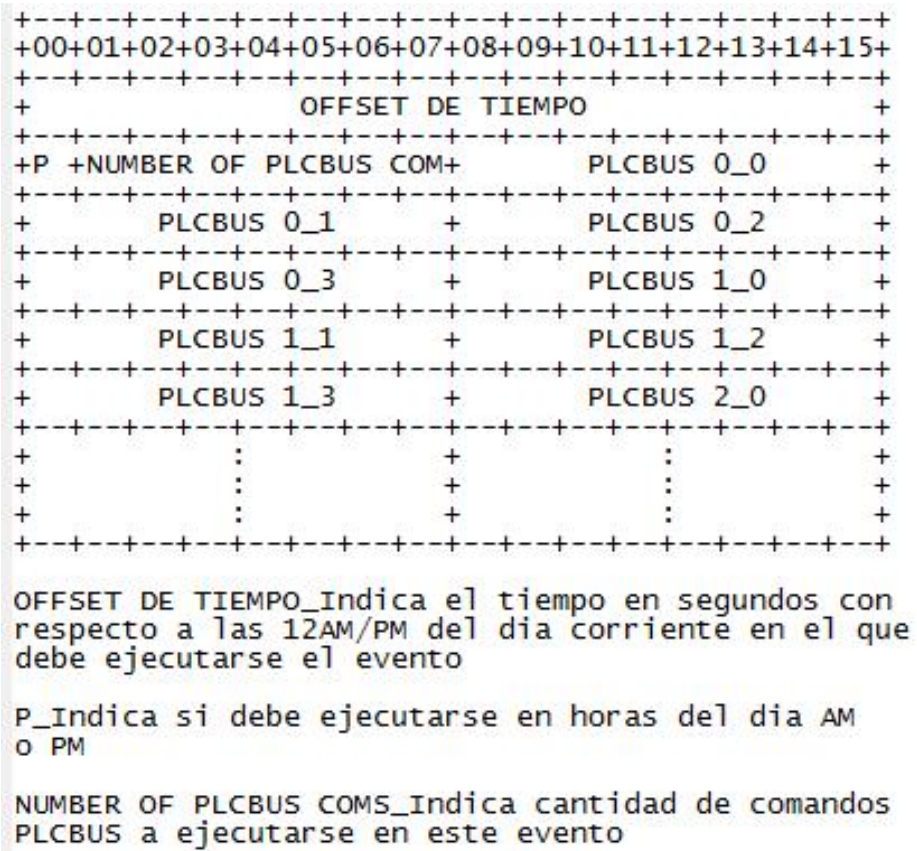 +--+--+--+--+--+--+--+--+--+--+--+--+--+--+--+--+
+00+01+02+03+04+05+06+07+08+09+10+11+12+13+14+15+
+--+--+--+--+--+--+--+--+--+--+--+--+--+--+--+--+
+               OFFSET DE TIEMPO                +
+--+--+--+--+--+--+--+--+--+--+--+--+--+--+--+--+
+P +NUMBER OF PLCBUS COM+       PLCBUS 0_0      +
+--+--+--+--+--+--+--+--+--+--+--+--+--+--+--+--+
+       PLCBUS 0_1      +       PLCBUS 0_2      +
+--+--+--+--+--+--+--+--+--+--+--+--+--+--+--+--+
+       PLCBUS 0_3      +       PLCBUS 1_0      +
+--+--+--+--+--+--+--+--+--+--+--+--+--+--+--+--+
+       PLCBUS 1_1      +       PLCBUS 1_2      +
+--+--+--+--+--+--+--+--+--+--+--+--+--+--+--+--+
+       PLCBUS 1_3      +       PLCBUS 2_0      +
+--+--+--+--+--+--+--+--+--+--+--+--+--+--+--+--+
+           :           +           :           +
+           :           +           :           +
+           :           +           :           +
+--+--+--+--+--+--+--+--+--+--+--+--+--+--+--+--+
OFFSET DE TIEMPO_Indica el tiempo en segundos con
respecto a las 12AM/PM del dia corriente en el que
debe ejecutarse el evento
P_Indica si debe ejecutarse en horas del dia AM
o PM
NUMBER OF PLCBUS COMS_Indica cantidad de comandos
PLCBUS a ejecutarse en este evento